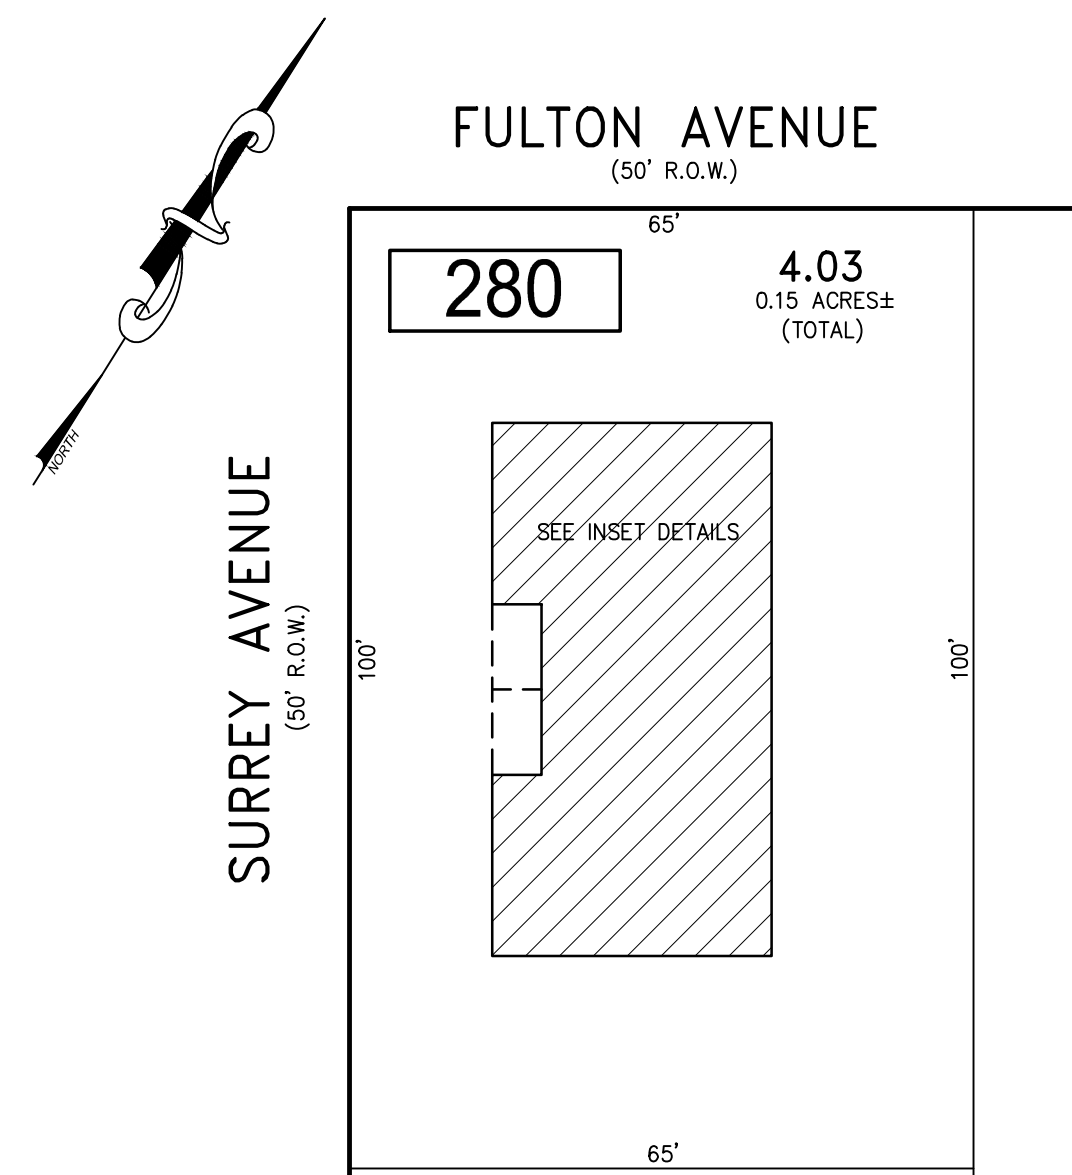 FULTON AVENUE
(50' R.O.W.)
65'
280
4.03
0.15 ACRES±
(TOTAL)
NORTH
SEE INSET DETAILS
SURREY AVENUE
(50' R.O.W.)
100'
100'
65'